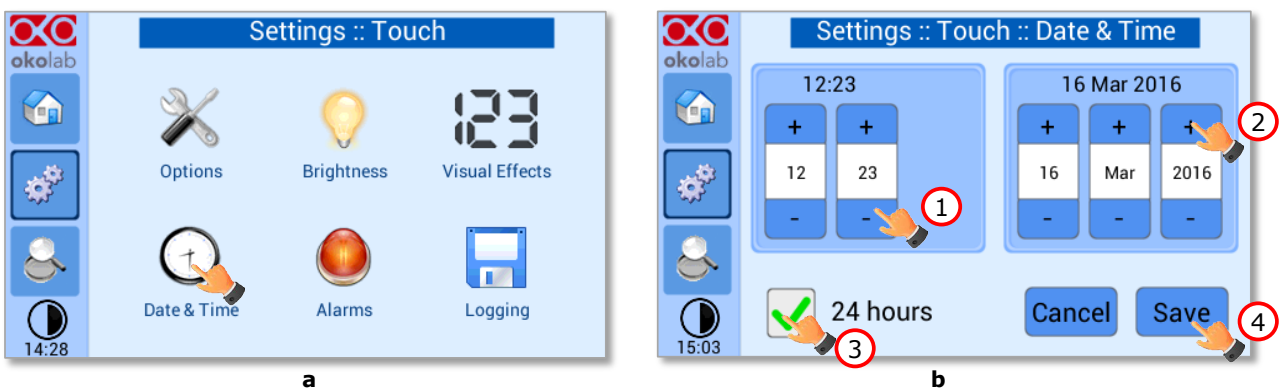 Settings :: Touch
okolab
Options
Brightness
123
Visual Effects
Date & Time
Alarms
Logging
14:28
a
Settings :: Touch :: Date & Time
okolab
12:23
16 Mar 2016
+ +
+ + +
2
12 23
16 Mar 2016
1
- -
- - -
24 hours
Cancel
Save
3
4
15:03
b